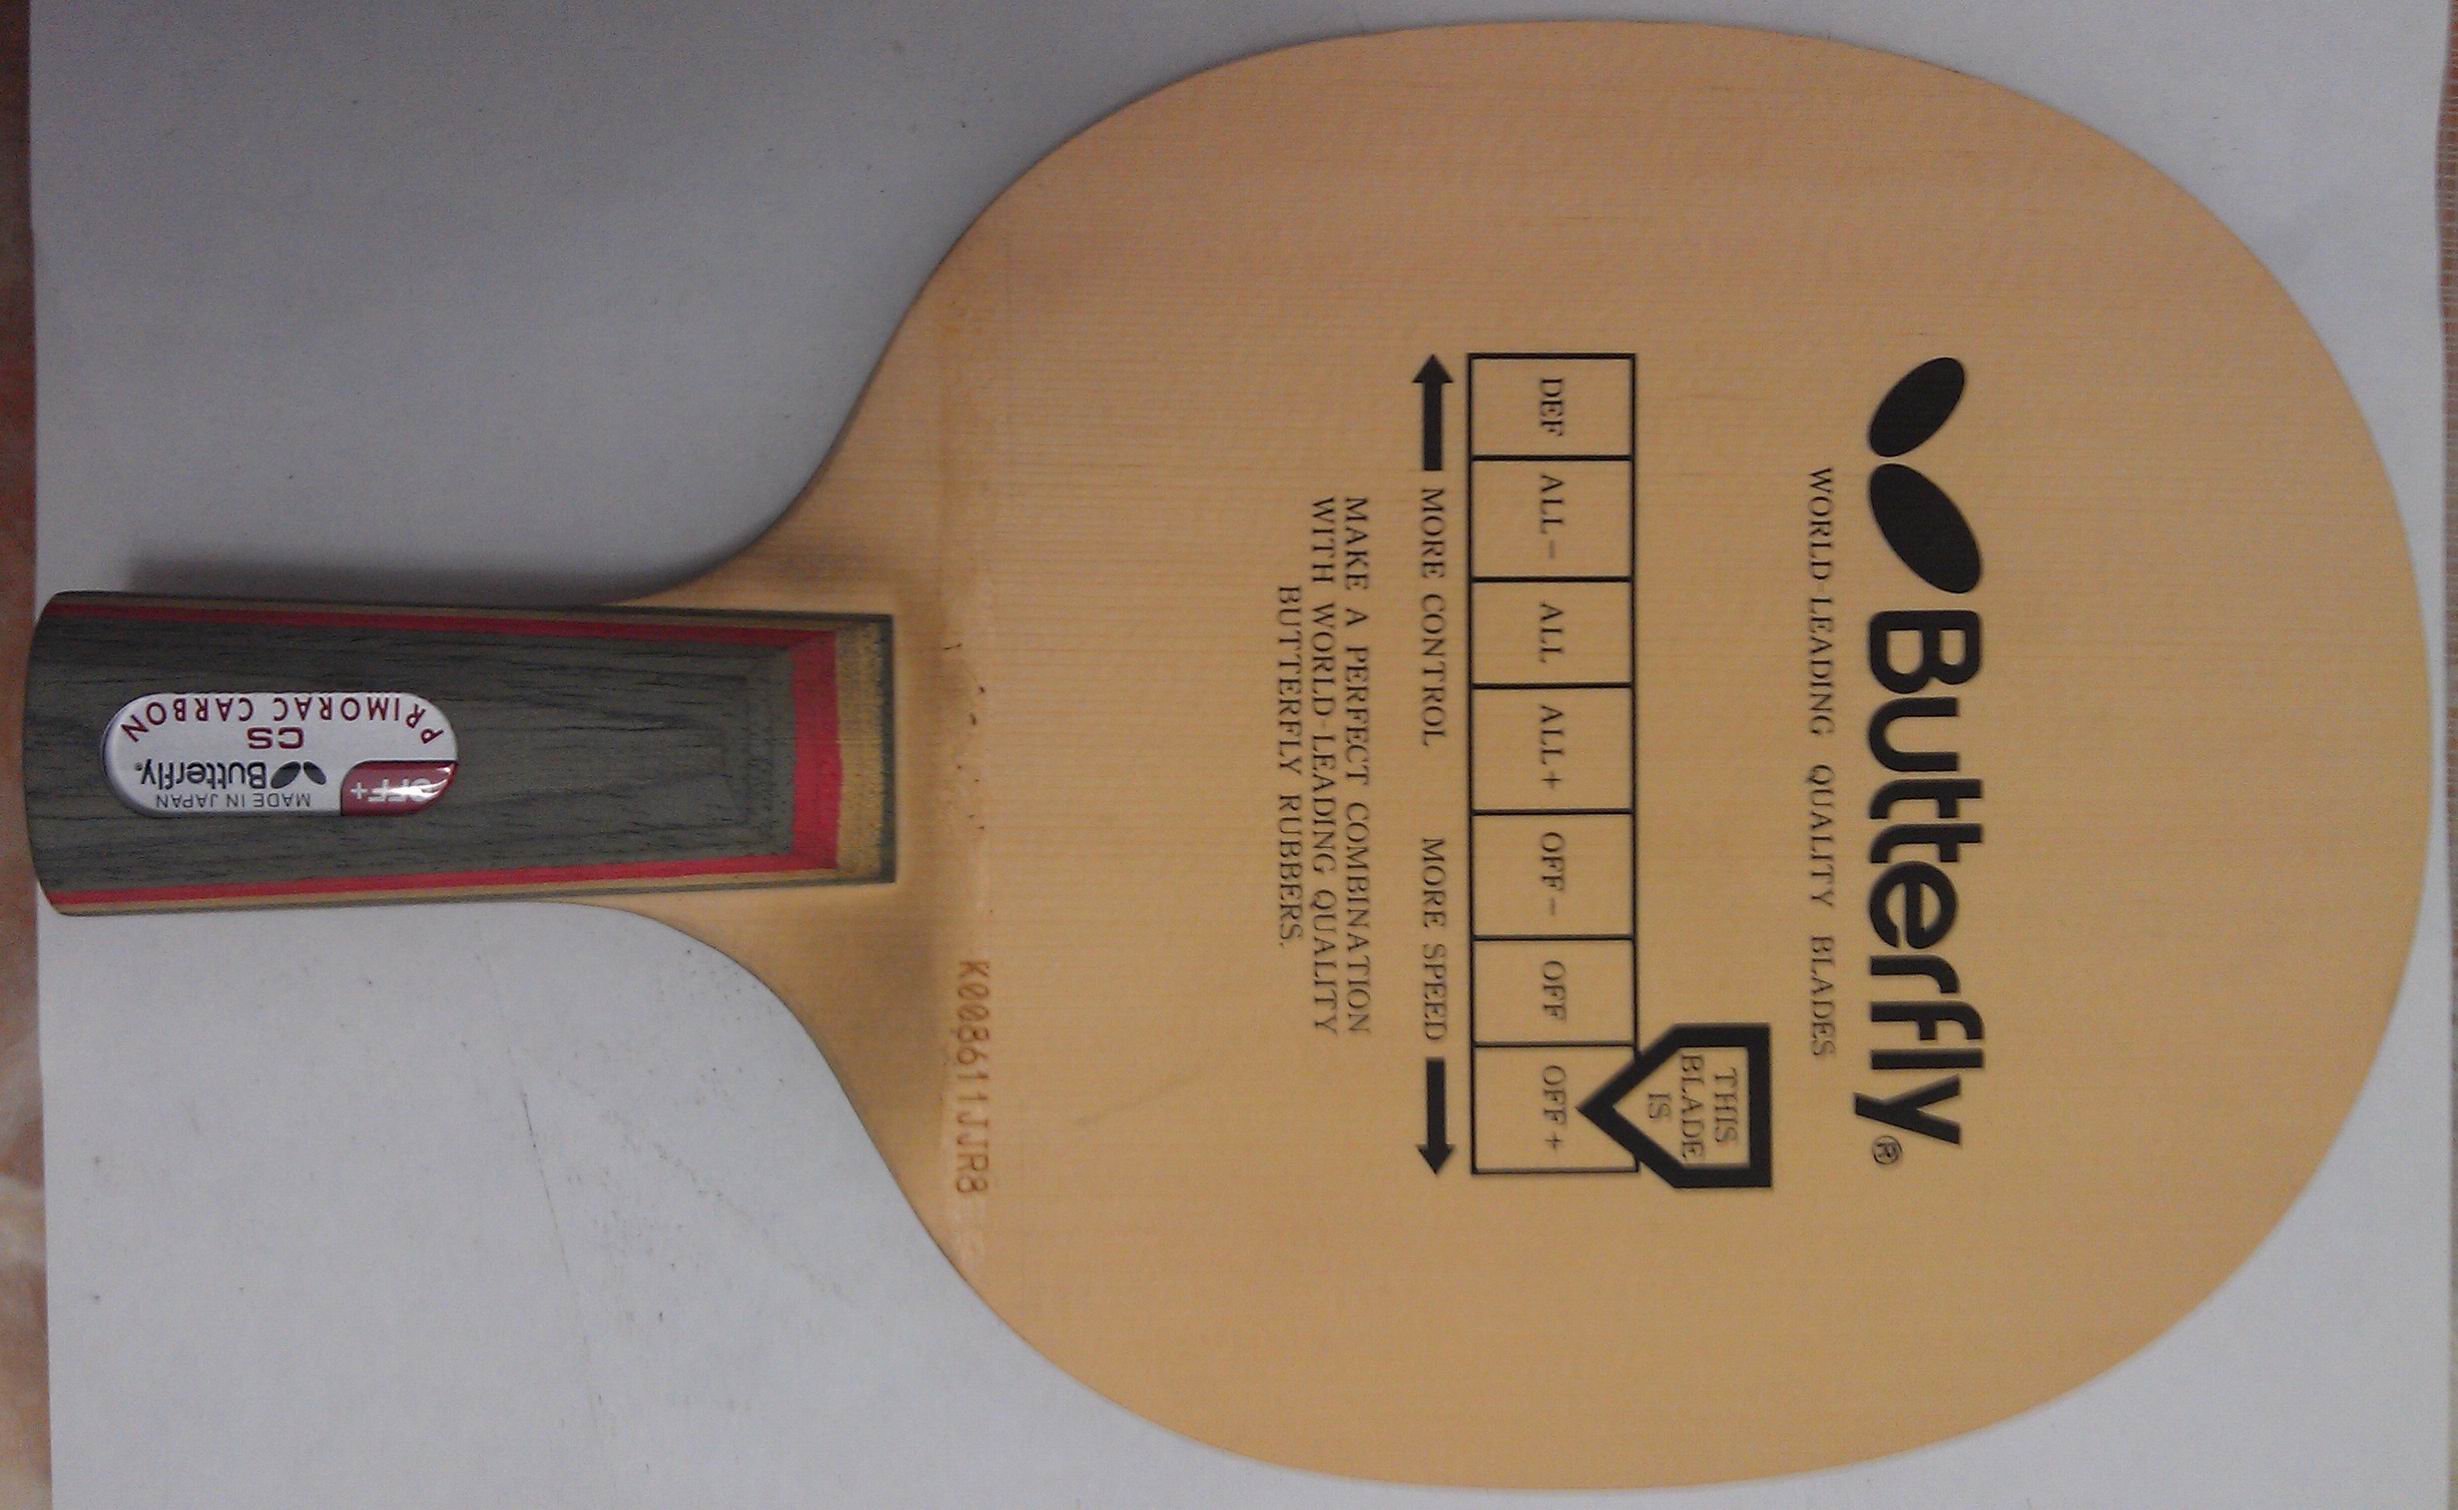 Butterfly®
WORLD-LEADING QUALITY BLADES
THIS
BLADE
IS
DEF ALL− ALL ALL+ OFF− OFF OFF+
MORE CONTROL MORE SPEED
MAKE A PERFECT COMBINATION
WITH WORLD-LEADING QUALITY
BUTTERFLY RUBBERS.
K008611JJR8
OFF+
MADE IN JAPAN
Butterfly.
CS
PRIMORAC CARBON